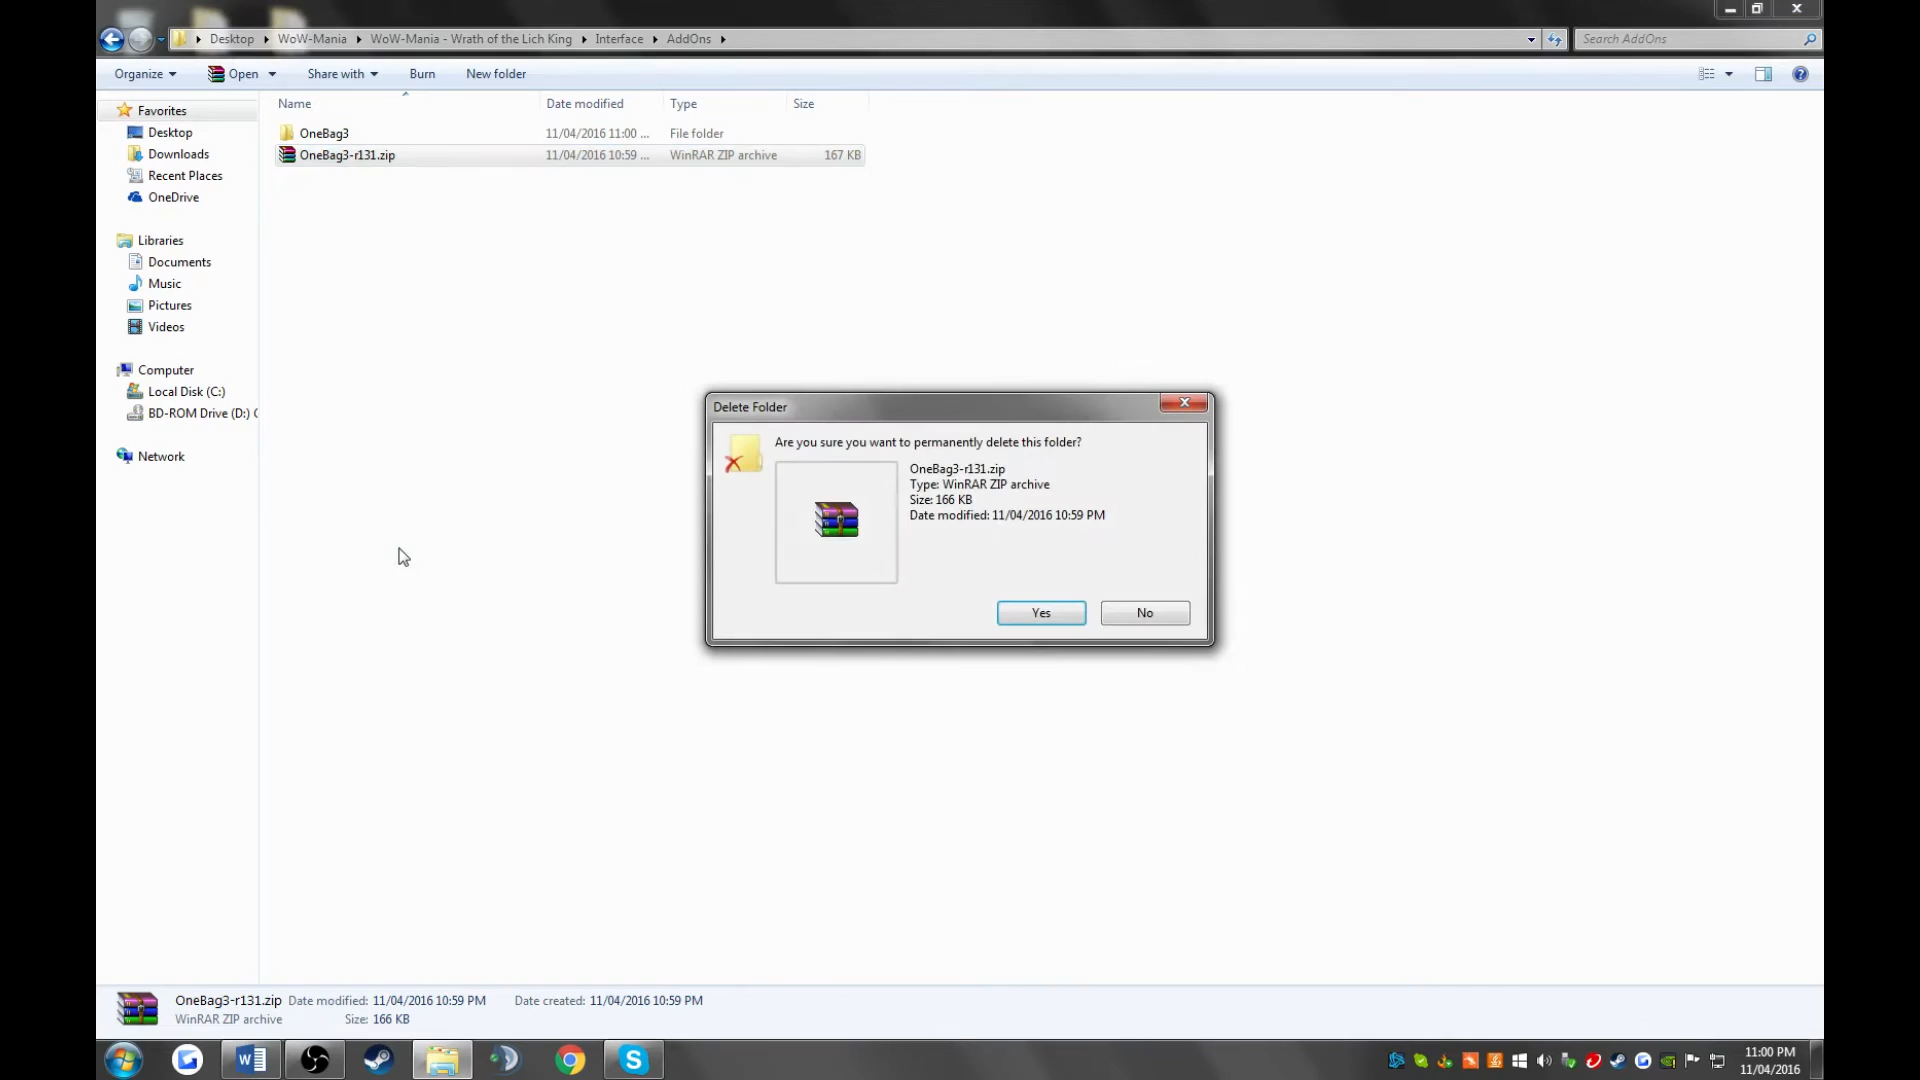 Desktop WoW-Mania WoW-Mania - Wrath of the Lich King Interface AddOns Search AddOns
Organize Open Share with Burn New folder
Name Date modified Type Size
Favorites
Desktop
Downloads
Recent Places
OneDrive
Libraries
Documents
Music
Pictures
Videos
Computer
Local Disk (C:)
BD-ROM Drive (D:) C
Network
OneBag3 11/04/2016 11:00 ... File folder
OneBag3-r131.zip 11/04/2016 10:59 ... WinRAR ZIP archive 167 KB
Delete Folder
Are you sure you want to permanently delete this folder?
OneBag3-r131.zip
Type: WinRAR ZIP archive
Size: 166 KB
Date modified: 11/04/2016 10:59 PM
Yes No
OneBag3-r131.zip Date modified: 11/04/2016 10:59 PM Date created: 11/04/2016 10:59 PM
WinRAR ZIP archive Size: 166 KB
11:00 PM
11/04/2016